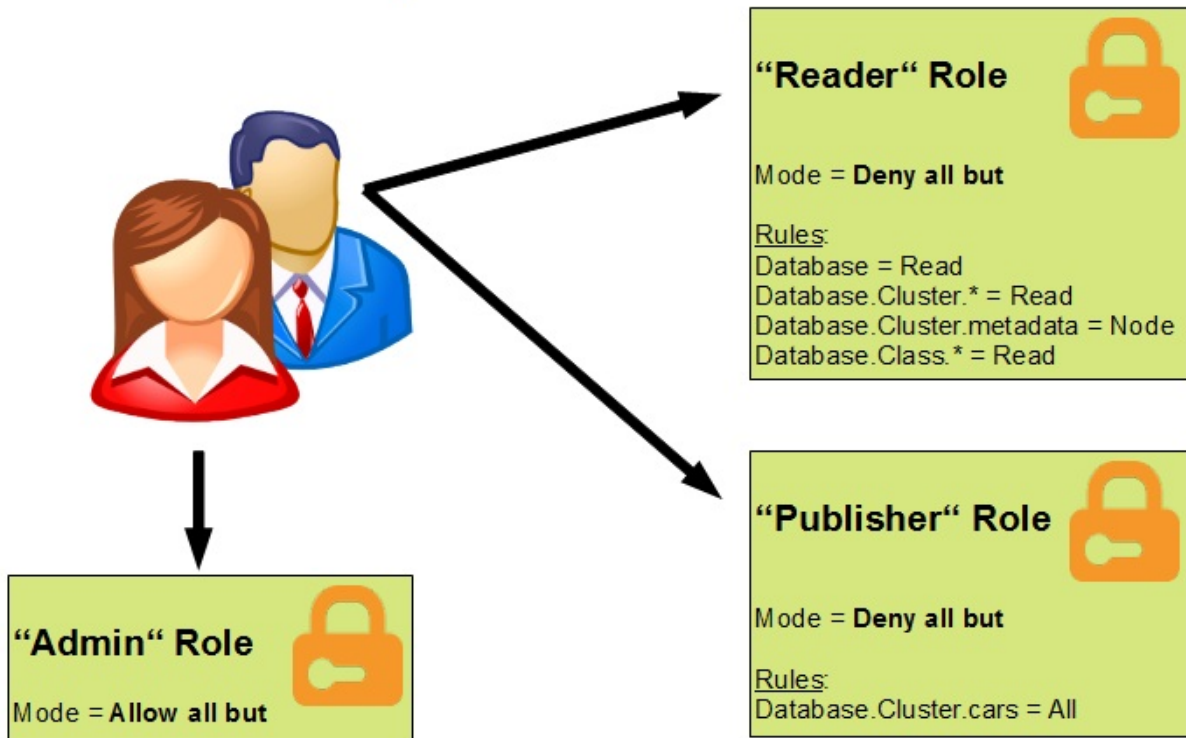 “Reader“ Role
Mode = Deny all but
Rules:
Database = Read
Database.Cluster.* = Read
Database.Cluster.metadata = Node
Database.Class.* = Read
“Publisher“ Role
Mode = Deny all but
Rules:
Database.Cluster.cars = All
“Admin“ Role
Mode = Allow all but